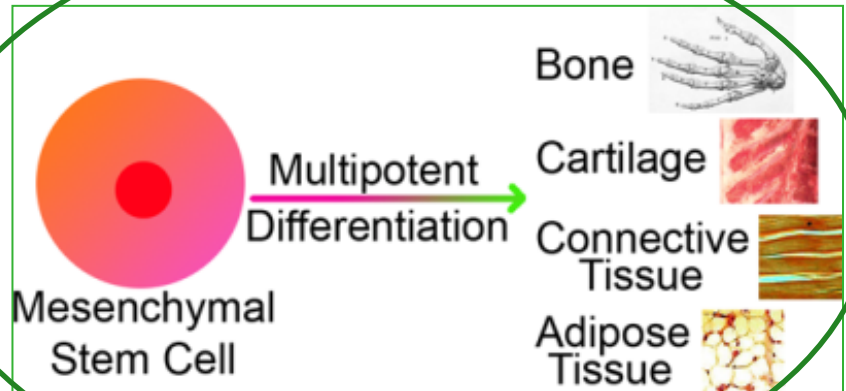 Bone
Cartilage
Multipotent
Differentiation
Connective
Tissue
Mesenchymal
Stem Cell
Adipose
Tissue